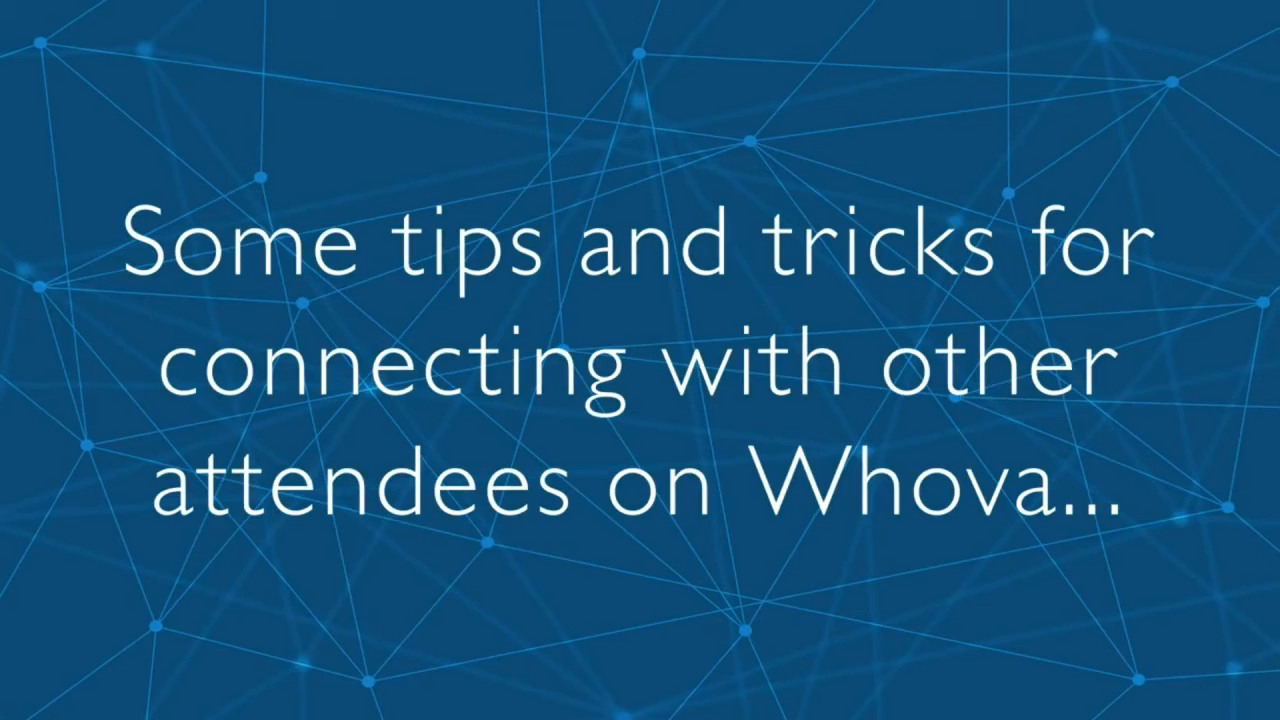 Some tips and tricks for
connecting with other
attendees on Whova...